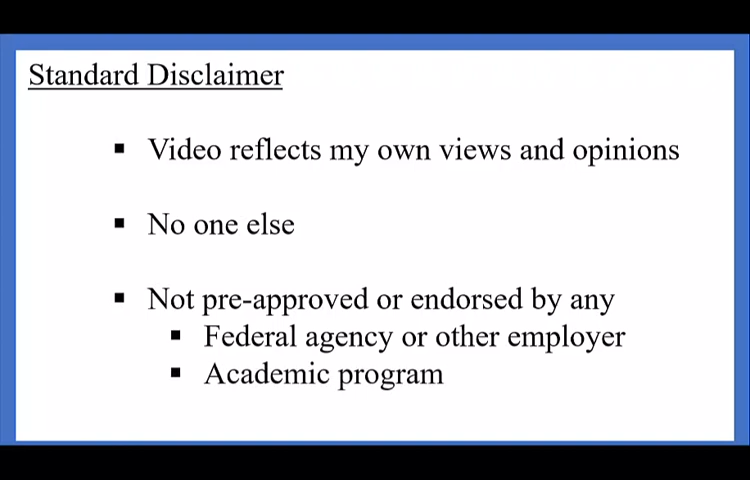 Standard Disclaimer
▪ Video reflects my own views and opinions
▪ No one else
▪ Not pre-approved or endorsed by any
▪ Federal agency or other employer
▪ Academic program